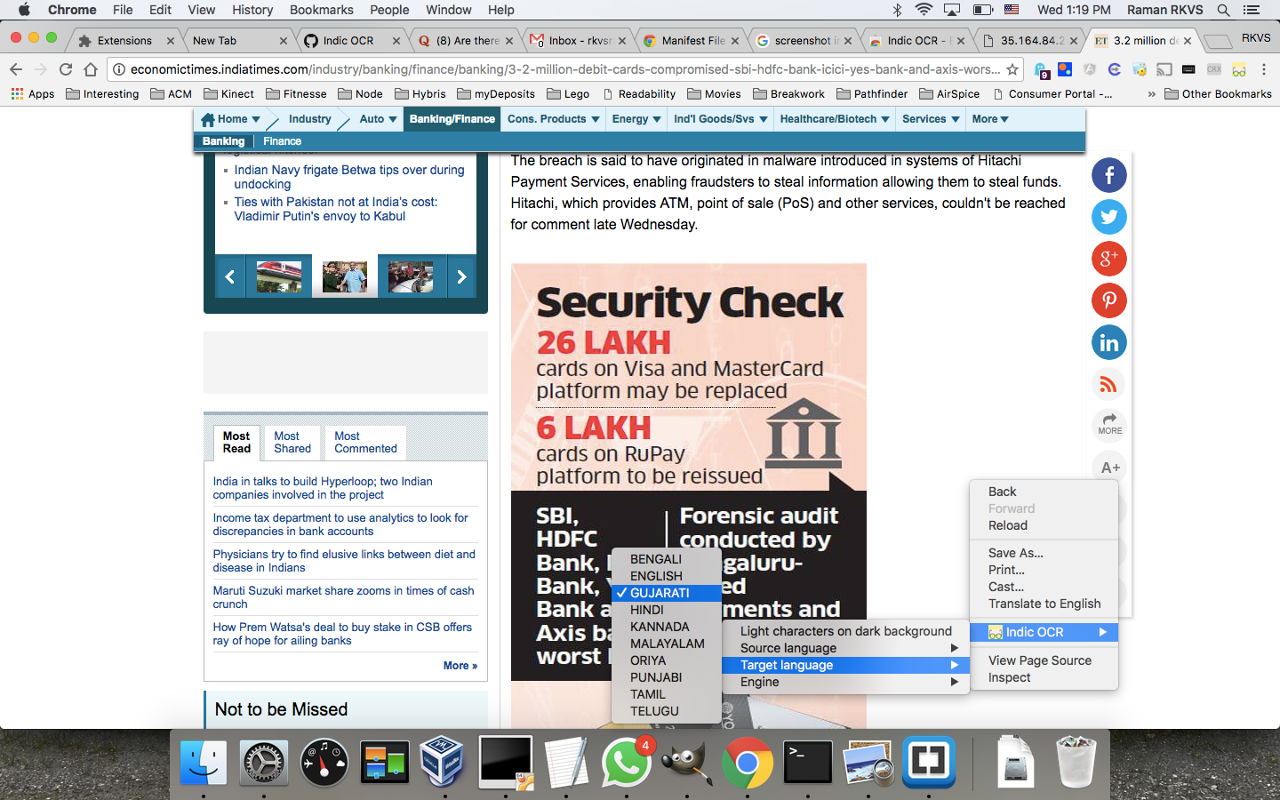 Chrome File Edit View History Bookmarks People Window Help Wed 1:19 PM Raman RKVS
Extensions New Tab Indic OCR (8) Are there Inbox - rkvsr Manifest File screenshot i Indic OCR - 35.164.84.2 3.2 million de RKVS
economictimes.indiatimes.com/industry/banking/finance/banking/3-2-million-debit-cards-compromised-sbi-hdfc-bank-icici-yes-bank-and-axis-wors...
9
Apps Interesting ACM Kinect Fitnesse Node Hybris myDeposits Lego Readability Movies Breakwork Pathfinder AirSpice Consumer Portal -... » Other Bookmarks
Home Industry Auto Banking/Finance Cons. Products Energy Ind'l Goods/Svs Healthcare/Biotech Services More
Banking Finance
Indian Navy frigate Betwa tips over during
undocking
Ties with Pakistan not at India's cost:
Vladimir Putin's envoy to Kabul
The breach is said to have originated in malware introduced in systems of Hitachi
Payment Services, enabling fraudsters to steal information allowing them to steal funds.
Hitachi, which provides ATM, point of sale (PoS) and other services, couldn't be reached
for comment late Wednesday.
Security Check
26 LAKH
cards on Visa and MasterCard
platform may be replaced
6 LAKH
cards on RuPay
platform to be reissued
SBI,
HDFC
Bank,
Bank,
Bank
Axis
worst
Forensic audit
conducted by
Most
Read
Most
Shared
Most
Commented
India in talks to build Hyperloop; two Indian
companies involved in the project
Income tax department to use analytics to look for
discrepancies in bank accounts
Physicians try to find elusive links between diet and
disease in Indians
Maruti Suzuki market share zooms in times of cash
crunch
How Prem Watsa's deal to buy stake in CSB offers
ray of hope for ailing banks
More »
Not to be Missed
MORE
A+
Back
Forward
Reload
Save As...
Print...
Cast...
Translate to English
Indic OCR
View Page Source
Inspect
Light characters on dark background
Source language
Target language
Engine
BENGALI
ENGLISH
✓ GUJARATI
HINDI
KANNADA
MALAYALAM
ORIYA
PUNJABI
TAMIL
TELUGU
4